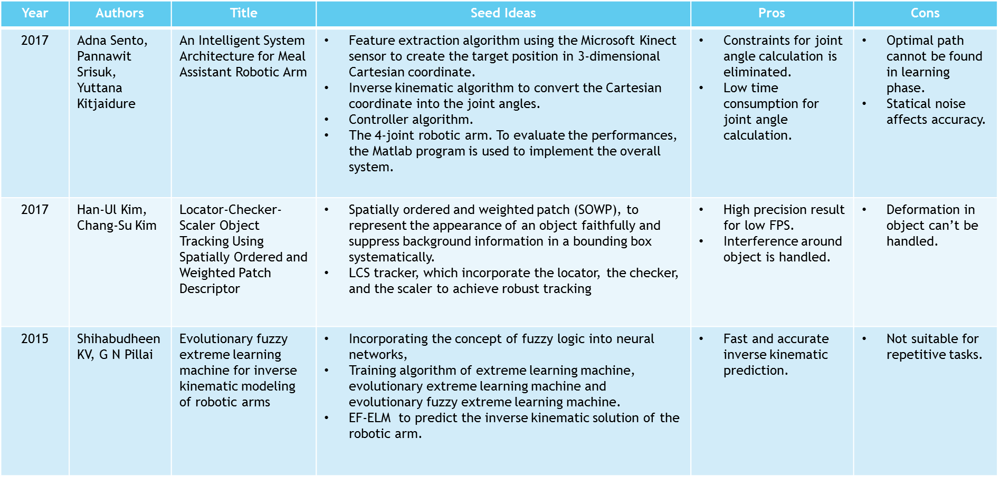 Year Authors Title Seed Ideas Pros Cons
2017
Adna Sento,
Pannawit
Srisuk,
Yuttana
Kitjaidure
An Intelligent System
Architecture for Meal
Assistant Robotic Arm
• Feature extraction algorithm using the Microsoft Kinect
sensor to create the target position in 3-dimensional
Cartesian coordinate.
• Inverse kinematic algorithm to convert the Cartesian
coordinate into the joint angles.
• Controller algorithm.
• The 4-joint robotic arm. To evaluate the performances,
the Matlab program is used to implement the overall
system.
• Constraints for joint
angle calculation is
eliminated.
• Low time
consumption for
joint angle
calculation.
• Optimal path
cannot be found
in learning
phase.
• Statical noise
affects accuracy.
2017
Han-Ul Kim,
Chang-Su Kim
Locator-Checker-
Scaler Object
Tracking Using
Spatially Ordered and
Weighted Patch
Descriptor
• Spatially ordered and weighted patch (SOWP), to
represent the appearance of an object faithfully and
suppress background information in a bounding box
systematically.
• LCS tracker, which incorporate the locator, the checker,
and the scaler to achieve robust tracking
• High precision result
for low FPS.
• Interference around
object is handled.
• Deformation in
object can’t be
handled.
2015
Shihabudheen
KV, G N Pillai
Evolutionary fuzzy
extreme learning
machine for inverse
kinematic modeling
of robotic arms
• Incorporating the concept of fuzzy logic into neural
networks,
• Training algorithm of extreme learning machine,
evolutionary extreme learning machine and
evolutionary fuzzy extreme learning machine.
• EF-ELM to predict the inverse kinematic solution of the
robotic arm.
• Fast and accurate
inverse kinematic
prediction.
• Not suitable for
repetitive tasks.